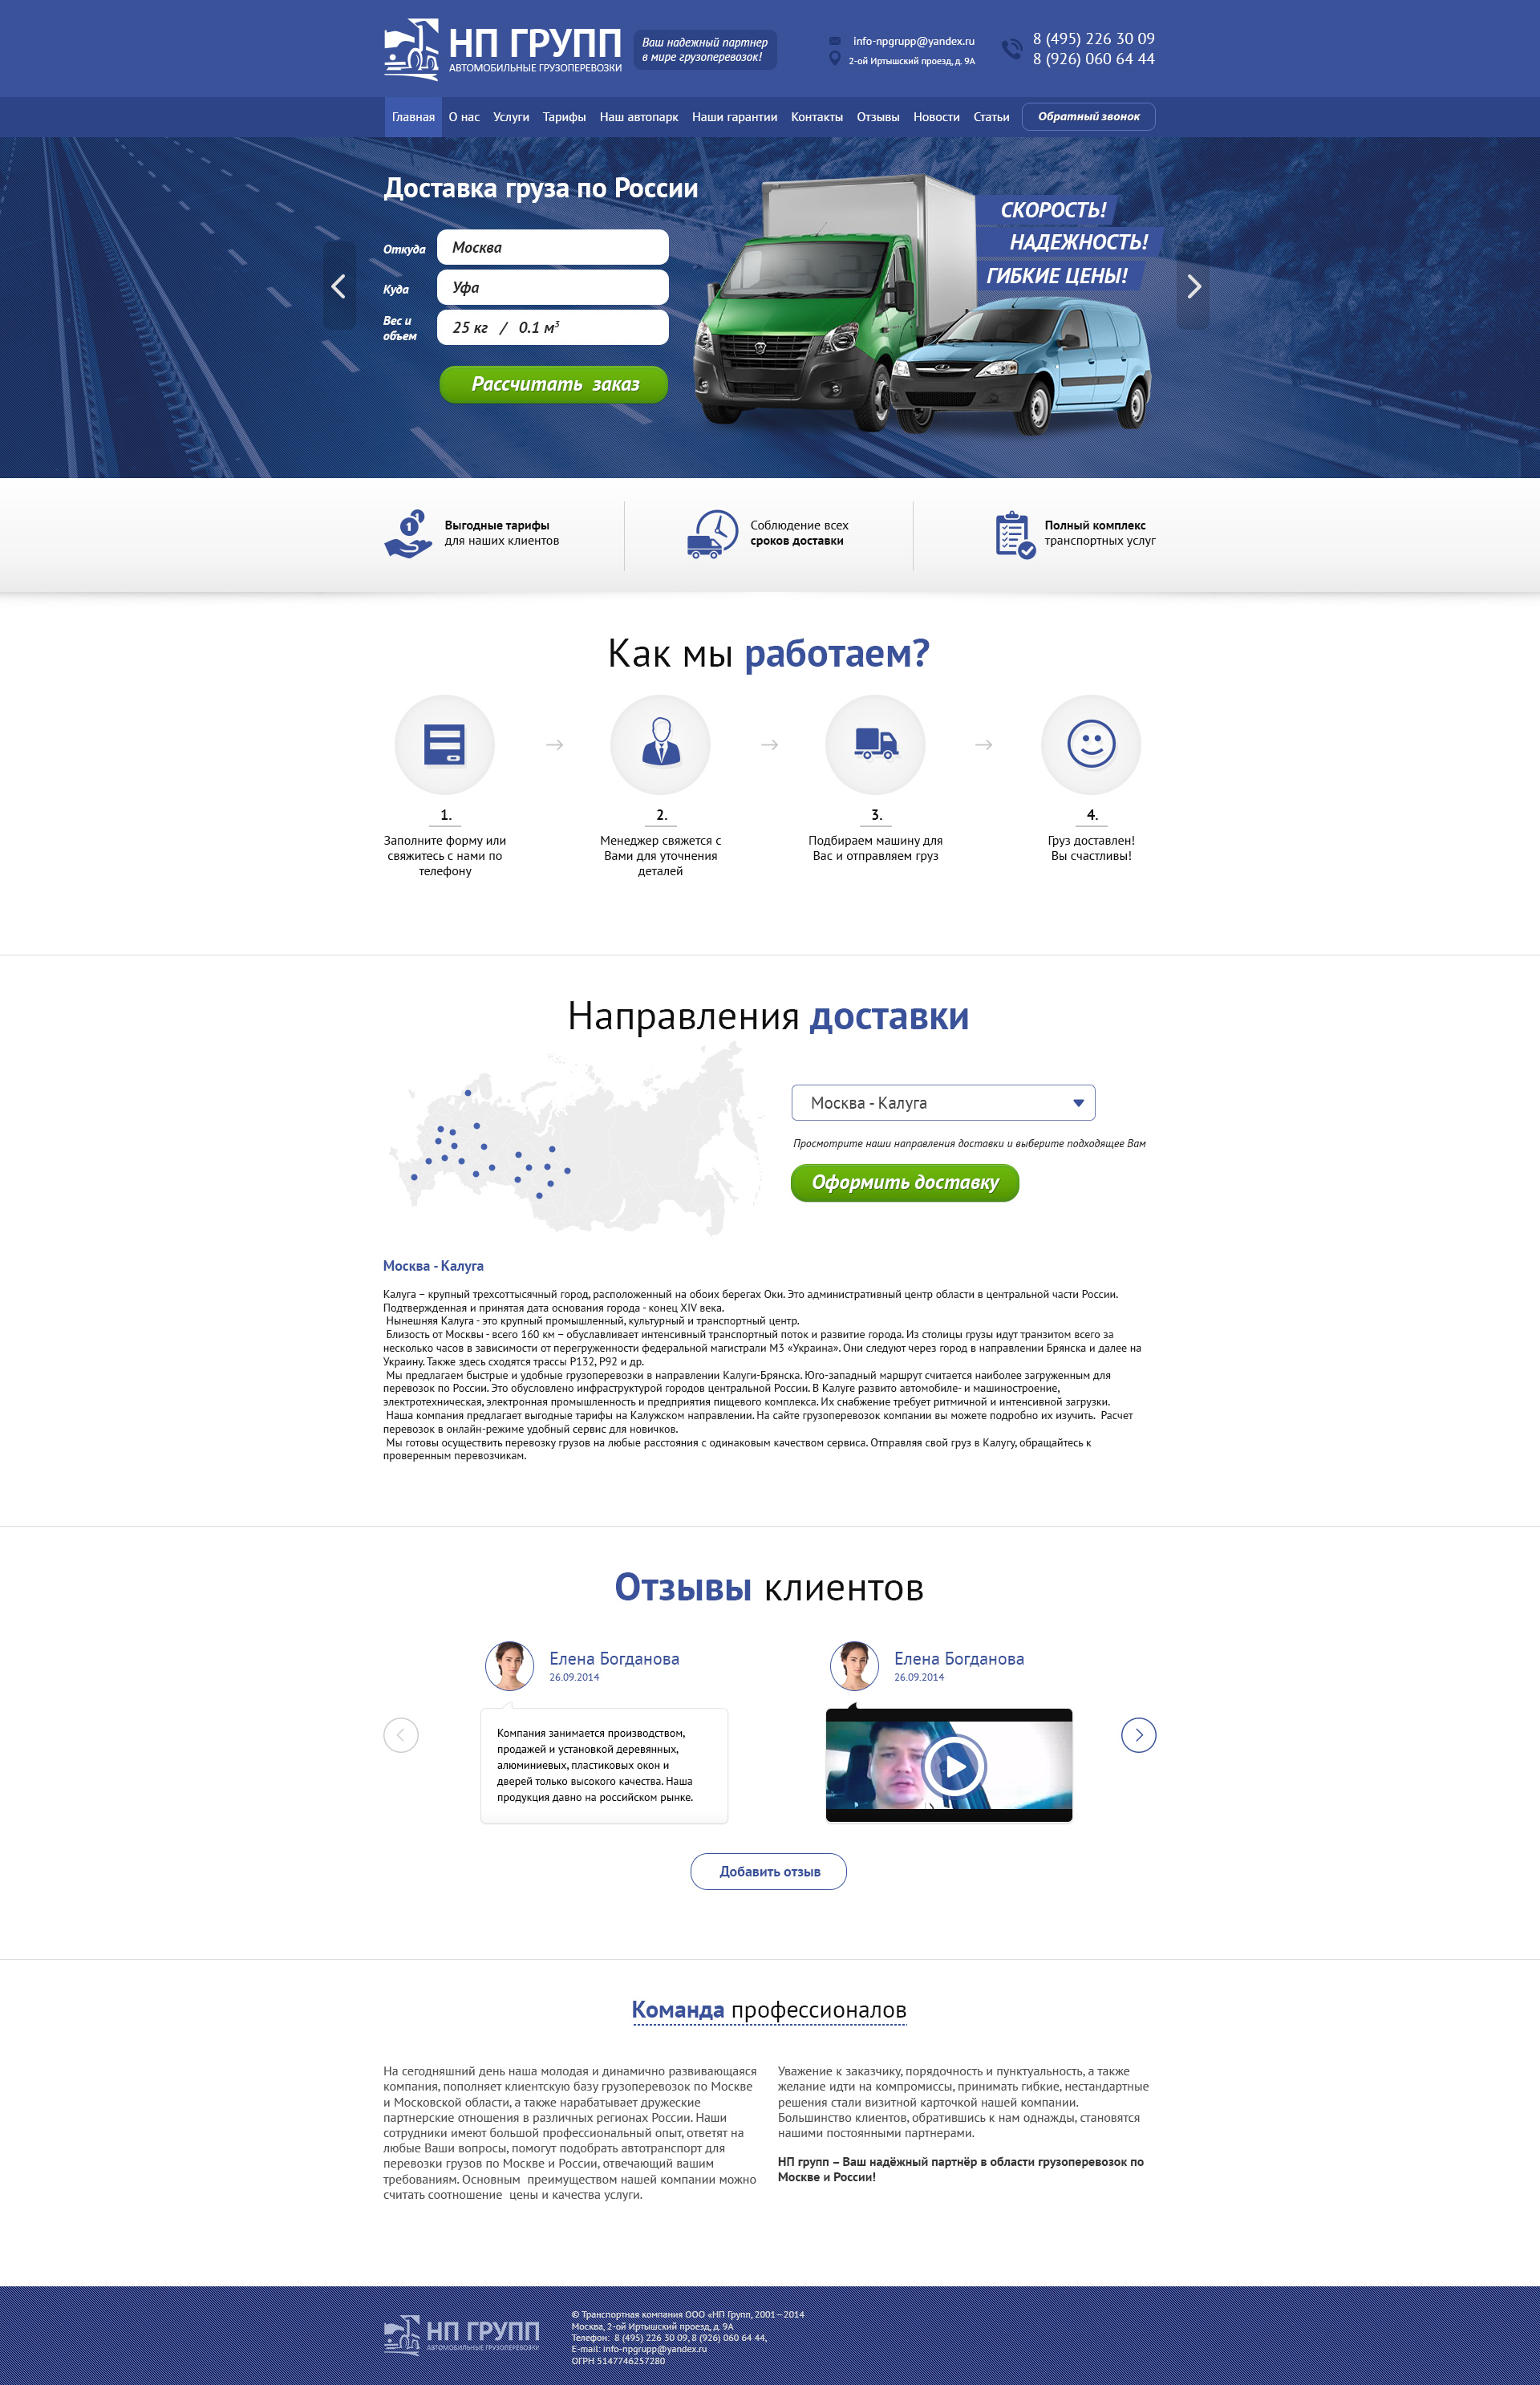 НП ГРУПП
АВТОМОБИЛЬНЫЕ ГРУЗОПЕРЕВОЗКИ
Ваш надежный партнер
в мире грузоперевозок!
info-npgrupp@yandex.ru
2-ой Иртышский проезд, д. 9А
8 (495) 226 30 09
8 (926) 060 64 44
Главная О нас Услуги Тарифы Наш автопарк Наши гарантии Контакты Отзывы Новости Статьи Обратный звонок
Доставка груза по России
Откуда Москва
Куда Уфа
Вес и
объем
25 кг / 0.1 м³
Рассчитать заказ
СКОРОСТЬ!
НАДЕЖНОСТЬ!
ГИБКИЕ ЦЕНЫ!
Выгодные тарифы
для наших клиентов
Соблюдение всех
сроков доставки
Полный комплекс
транспортных услуг
Как мы работаем?
1.
Заполните форму или
свяжитесь с нами по
телефону
2.
Менеджер свяжется с
Вами для уточнения
деталей
3.
Подбираем машину для
Вас и отправляем груз
4.
Груз доставлен!
Вы счастливы!
Направления доставки
Москва - Калуга
Просмотрите наши направления доставки и выберите подходящее Вам
Оформить доставку
Москва - Калуга
Калуга – крупный трехсоттысячный город, расположенный на обоих берегах Оки. Это административный центр области в центральной части России.
Подтвержденная и принятая дата основания города - конец XIV века.
Нынешняя Калуга - это крупный промышленный, культурный и транспортный центр.
Близость от Москвы - всего 160 км – обуславливает интенсивный транспортный поток и развитие города. Из столицы грузы идут транзитом всего за
несколько часов в зависимости от перегруженности федеральной магистрали М3 «Украина». Они следуют через город в направлении Брянска и далее на
Украину. Также здесь сходятся трассы Р132, Р92 и др.
Мы предлагаем быстрые и удобные грузоперевозки в направлении Калуги-Брянска. Юго-западный маршрут считается наиболее загруженным для
перевозок по России. Это обусловлено инфраструктурой городов центральной России. В Калуге развито автомобиле- и машиностроение,
электротехническая, электронная промышленность и предприятия пищевого комплекса. Их снабжение требует ритмичной и интенсивной загрузки.
Наша компания предлагает выгодные тарифы на Калужском направлении. На сайте грузоперевозок компании вы можете подробно их изучить. Расчет
перевозок в онлайн-режиме удобный сервис для новичков.
Мы готовы осуществить перевозку грузов на любые расстояния с одинаковым качеством сервиса. Отправляя свой груз в Калугу, обращайтесь к
проверенным перевозчикам.
Отзывы клиентов
Елена Богданова
26.09.2014
Компания занимается производством,
продажей и установкой деревянных,
алюминиевых, пластиковых окон и
дверей только высокого качества. Наша
продукция давно на российском рынке.
Елена Богданова
26.09.2014
Добавить отзыв
Команда профессионалов
На сегодняшний день наша молодая и динамично развивающаяся
компания, пополняет клиентскую базу грузоперевозок по Москве
и Московской области, а также нарабатывает дружеские
партнерские отношения в различных регионах России. Наши
сотрудники имеют большой профессиональный опыт, ответят на
любые Ваши вопросы, помогут подобрать автотранспорт для
перевозки грузов по Москве и России, отвечающий вашим
требованиям. Основным преимуществом нашей компании можно
считать соотношение цены и качества услуги.
Уважение к заказчику, порядочность и пунктуальность, а также
желание идти на компромиссы, принимать гибкие, нестандартные
решения стали визитной карточкой нашей компании.
Большинство клиентов, обратившись к нам однажды, становятся
нашими постоянными партнерами.
НП групп – Ваш надёжный партнёр в области грузоперевозок по
Москве и России!
НП ГРУПП
АВТОМОБИЛЬНЫЕ ГРУЗОПЕРЕВОЗКИ
© Транспортная компания ООО «НП Групп, 2001—2014
Москва, 2-ой Иртышский проезд, д. 9А
Телефон: 8 (495) 226 30 09, 8 (926) 060 64 44,
E-mail: info-npgrupp@yandex.ru
ОГРН 5147746257280